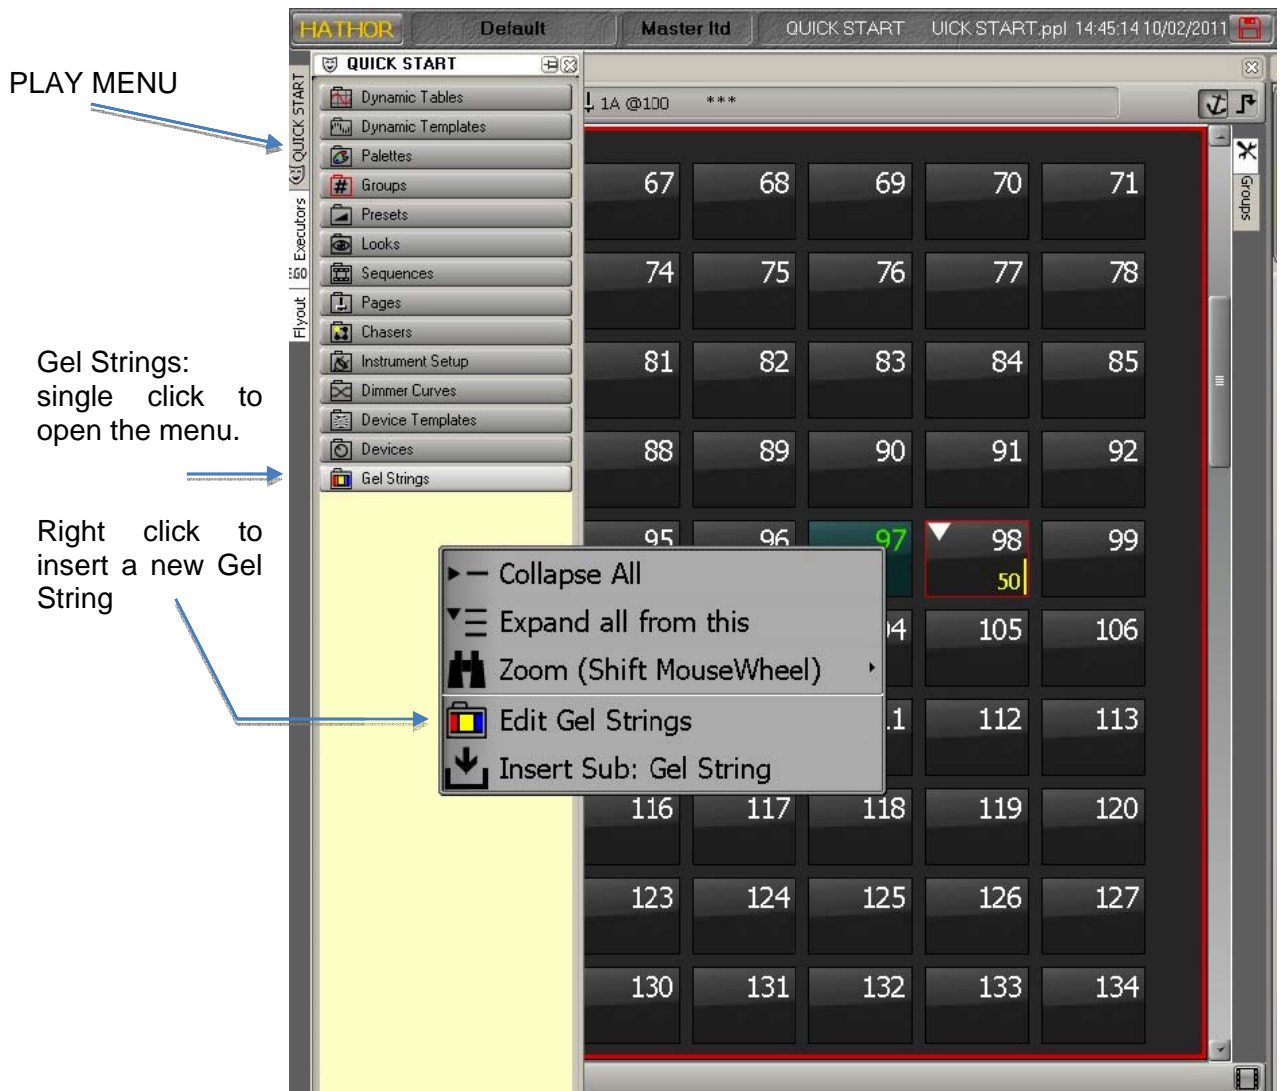 HATHOR Default Master ltd QUICK START UICK START.ppl 14:45:14 10/02/2011
PLAY MENU
QUICK START
Executors
EGO
Flyout
QUICK START
Dynamic Tables
Dynamic Templates
Palettes
Groups
Presets
Looks
Sequences
Pages
Chasers
Instrument Setup
Dimmer Curves
Device Templates
Devices
Gel Strings
Gel Strings:
single click to
open the menu.
Right click to
insert a new Gel
String
1A @100 ***
Groups
67 68 69 70 71
74 75 76 77 78
81 82 83 84 85
88 89 90 91 92
95 96 97 98 99
50
04 105 106
11 112 113
116 117 118 119 120
123 124 125 126 127
130 131 132 133 134
Collapse All
Expand all from this
Zoom (Shift MouseWheel)
Edit Gel Strings
Insert Sub: Gel String